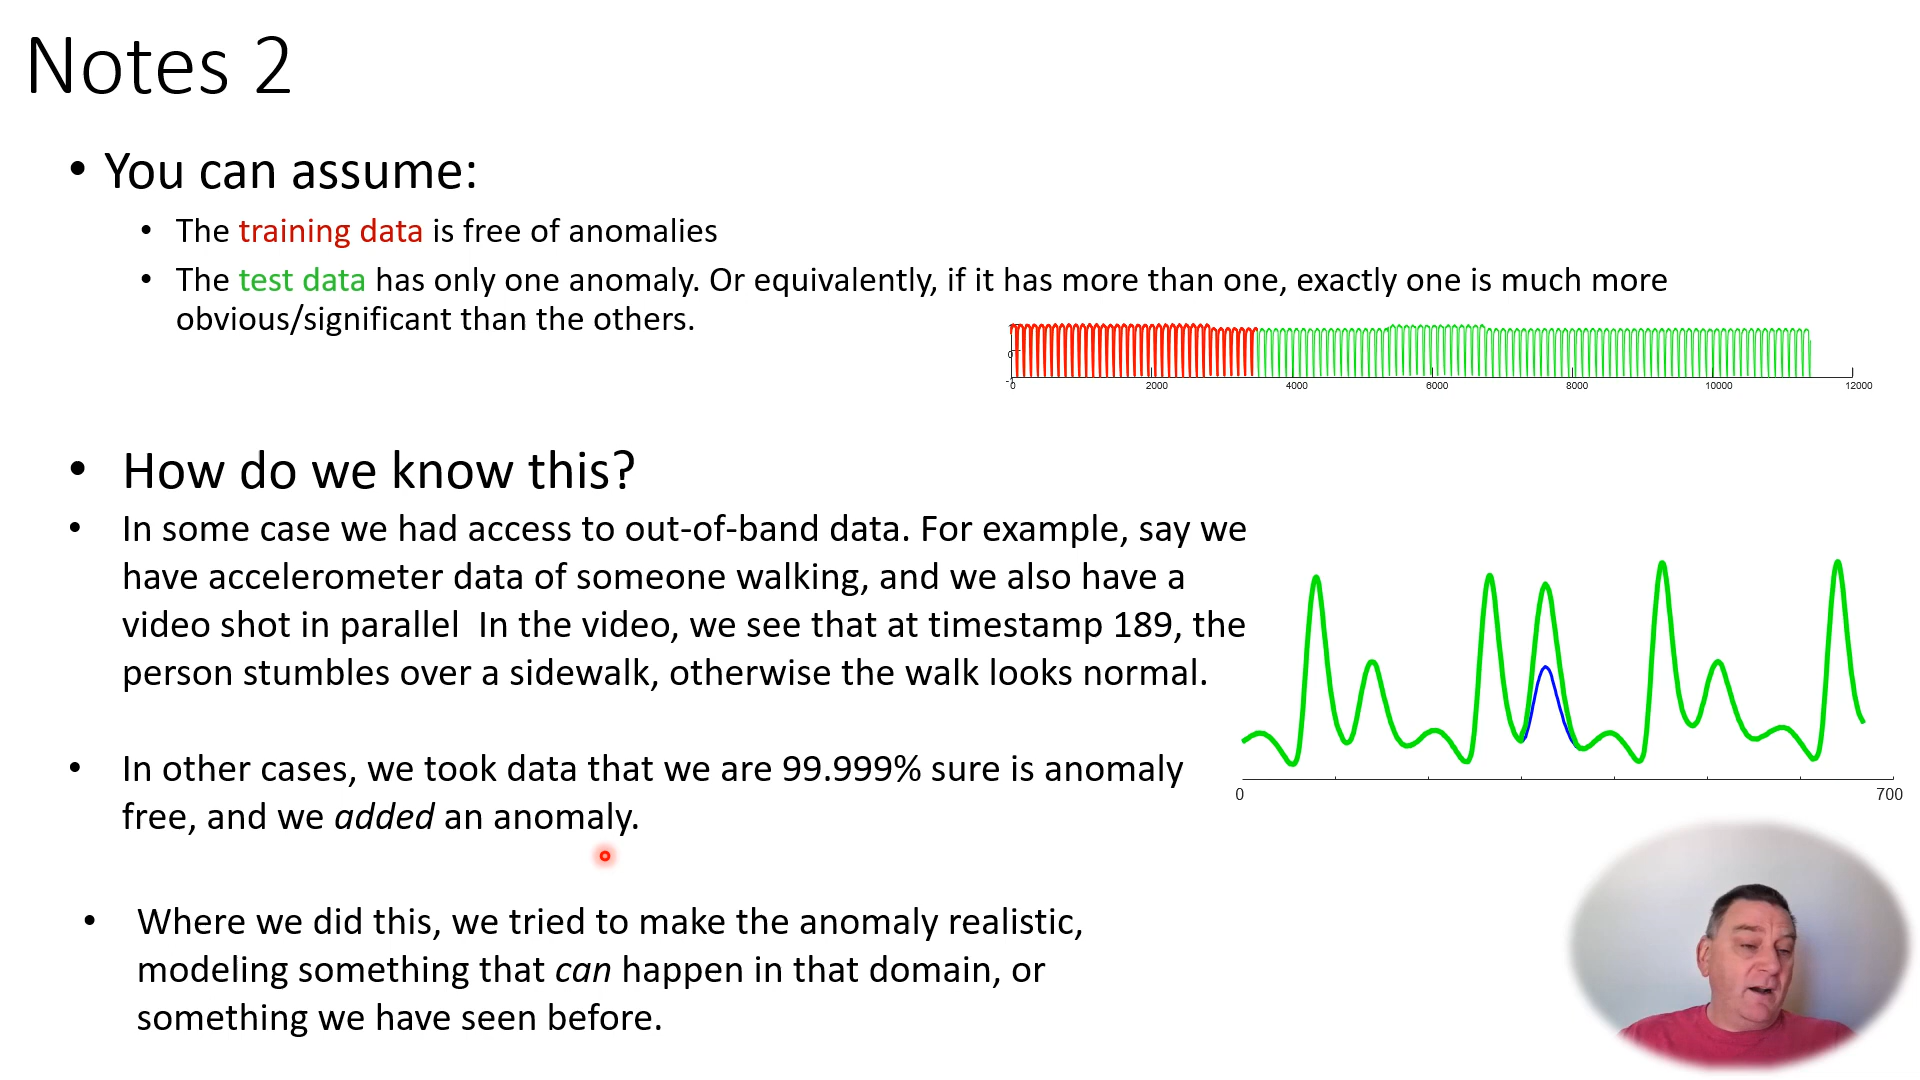 Notes 2
• You can assume:
• The training data is free of anomalies
• The test data has only one anomaly. Or equivalently, if it has more than one, exactly one is much more
obvious/significant than the others.
0
-1
0 2000 4000 6000 8000 10000 12000
• How do we know this?
• In some case we had access to out-of-band data. For example, say we
have accelerometer data of someone walking, and we also have a
video shot in parallel In the video, we see that at timestamp 189, the
person stumbles over a sidewalk, otherwise the walk looks normal.
0 700
• In other cases, we took data that we are 99.999% sure is anomaly
free, and we added an anomaly.
• Where we did this, we tried to make the anomaly realistic,
modeling something that can happen in that domain, or
something we have seen before.